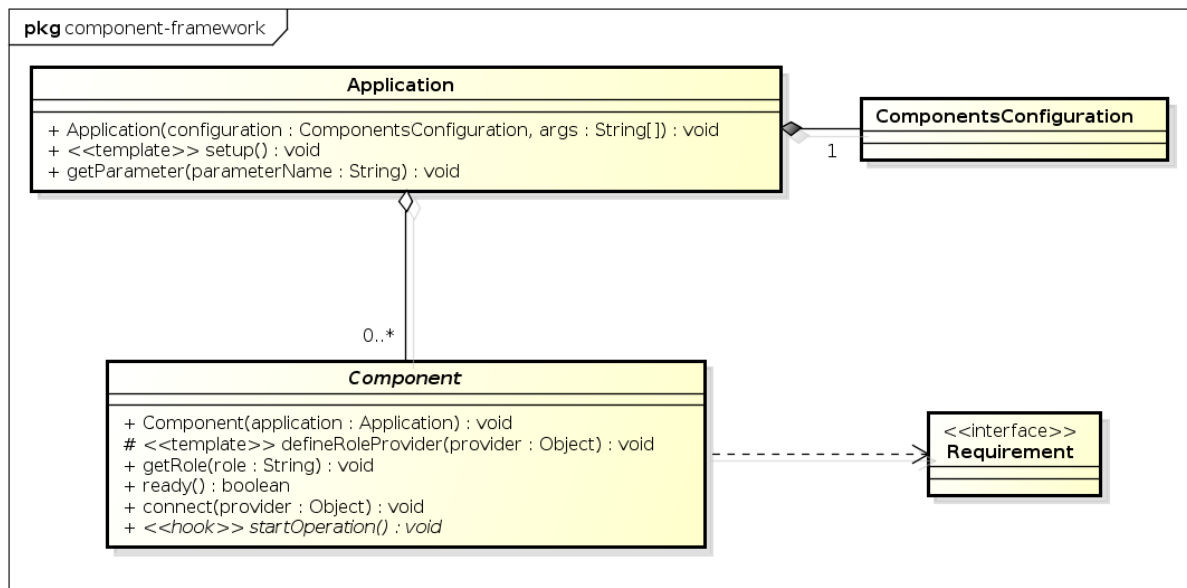 pkg component-framework
Application
+ Application(configuration : ComponentsConfiguration, args : String[]) : void
+ <<template>> setup() : void
+ getParameter(parameterName : String) : void
ComponentsConfiguration
1
0..*
Component
+ Component(application : Application) : void
# <<template>> defineRoleProvider(provider : Object) : void
+ getRole(role : String) : void
+ ready() : boolean
+ connect(provider : Object) : void
+ <<hook>> startOperation() : void
<<interface>>
Requirement